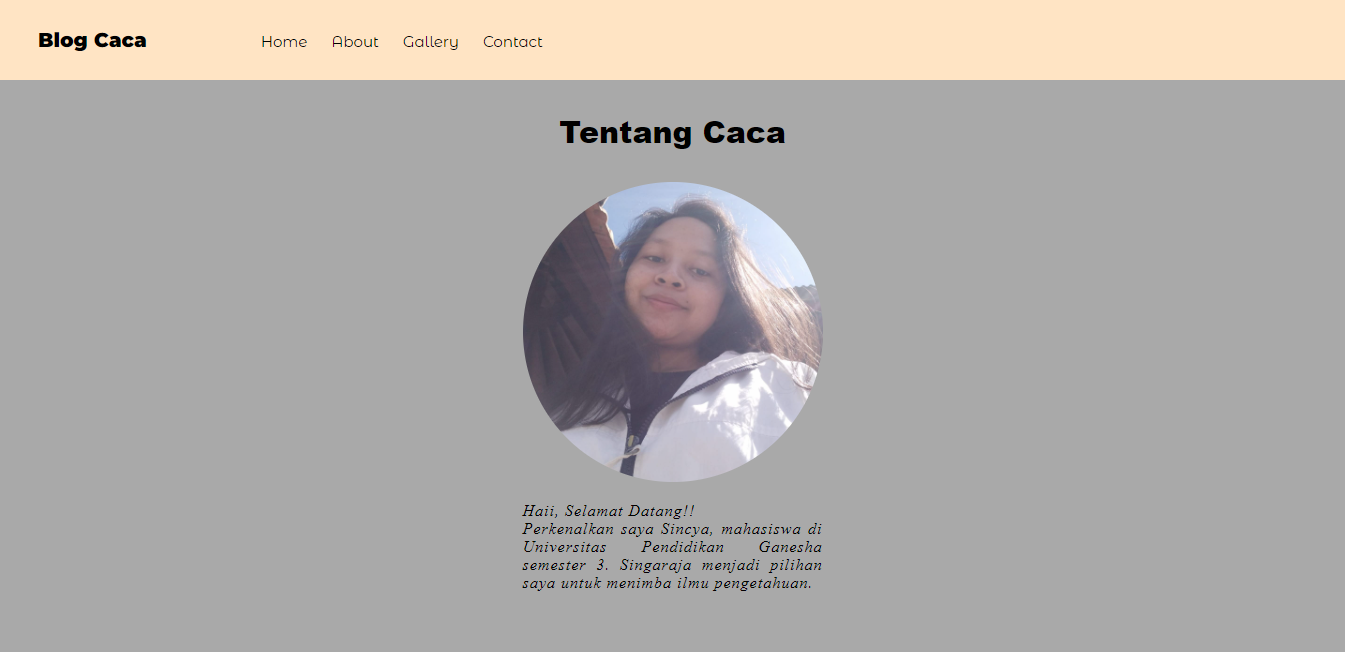 Blog Caca
Home About Gallery Contact
Tentang Caca
Haii, Selamat Datang!!
Perkenalkan saya Sincya, mahasiswa di
Universitas Pendidikan Ganesha
semester 3. Singaraja menjadi pilihan
saya untuk menimba ilmu pengetahuan.